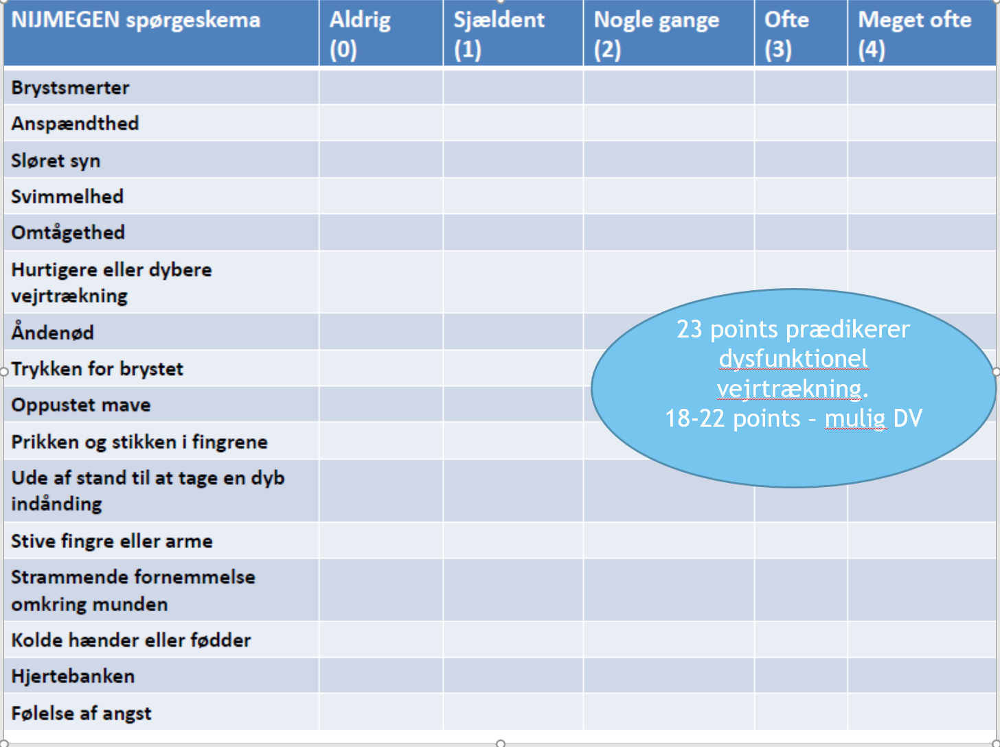 NIJMEGEN spørgeskema
Aldrig
(0)
Sjældent
(1)
Nogle gange
(2)
Ofte
(3)
Meget ofte
(4)
Brystsmerter
Anspændthed
Sløret syn
Svimmelhed
Omtågethed
Hurtigere eller dybere
vejrtrækning
Åndenød
Trykken for brystet
Oppustet mave
Prikken og stikken i fingrene
Ude af stand til at tage en dyb
indånding
Stive fingre eller arme
Strammende fornemmelse
omkring munden
Kolde hænder eller fødder
Hjertebanken
Følelse af angst
23 points prædikerer
dysfunktionel
vejrtrækning.
18-22 points – mulig DV